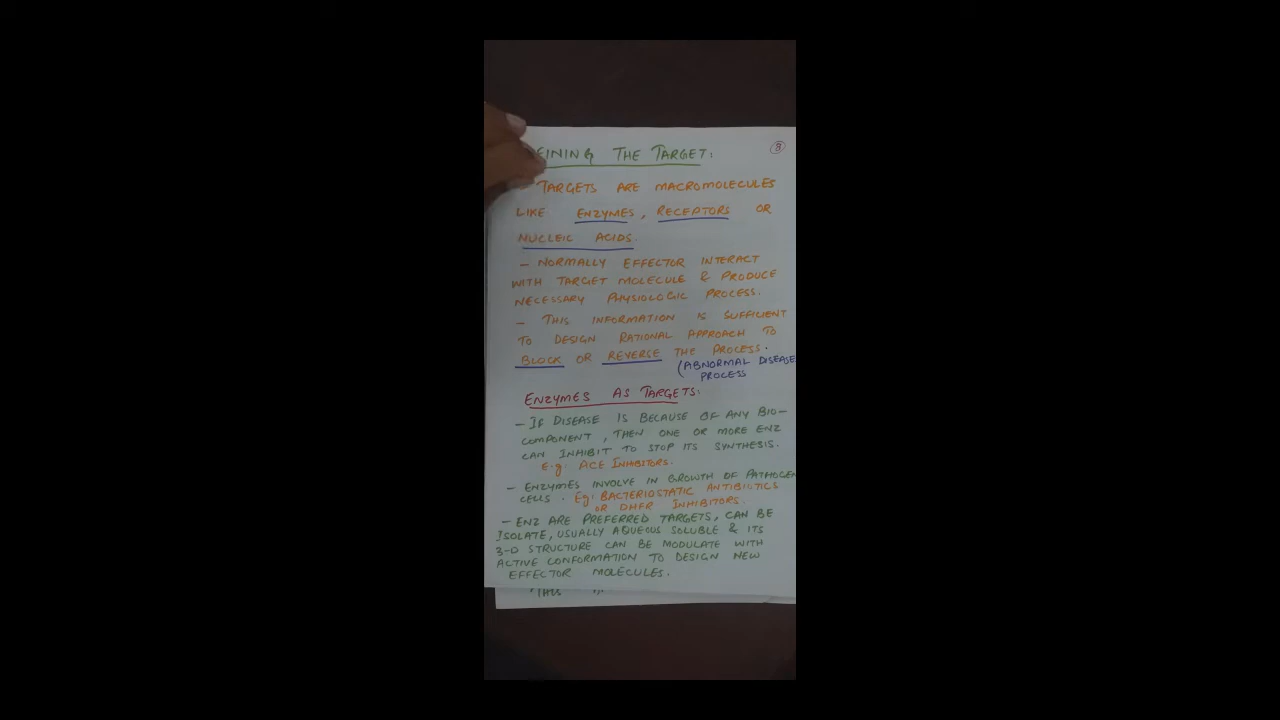 FINING THE TARGET:
3
- TARGETS ARE MACROMOLECULES
LIKE ENZYMES, RECEPTORS OR
NUCLEIC ACIDS.
- NORMALLY EFFECTOR INTERACT
WITH TARGET MOLECULE & PRODUCE
NECESSARY PHYSIOLOGIC PROCESS.
- THIS INFORMATION IS SUFFICIENT
TO DESIGN RATIONAL APPROACH TO
BLOCK OR REVERSE THE PROCESS.
(ABNORMAL DISEASE
PROCESS
ENZYMES AS TARGETS:
- IF DISEASE IS BECAUSE OF ANY BIO-
COMPONENT, THEN ONE OR MORE ENZ
CAN INHIBIT TO STOP ITS SYNTHESIS.
E.g: ACE INHIBITORS.
- ENZYMES INVOLVE IN GROWTH OF PATHOGEN
CELLS. Eg: BACTERIOSTATIC ANTIBIOTICS
OR DHFR INHIBITORS.
- ENZ ARE PREFERRED TARGETS, CAN BE
ISOLATE, USUALLY AQUEOUS SOLUBLE & ITS
3-D STRUCTURE CAN BE MODULATE WITH
ACTIVE CONFORMATION TO DESIGN NEW
EFFECTOR MOLECULES.